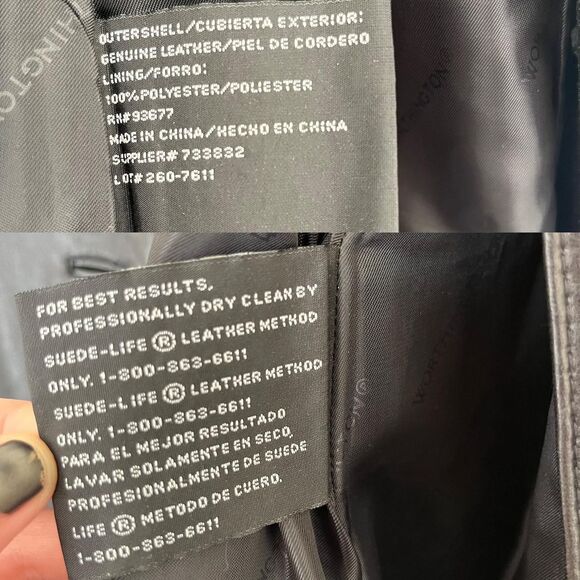 OUTERSHELL/CUBIERTA EXTERIOR:
GENUINE LEATHER/PIEL DE CORDERO
LINING/FORRO:
100%POLYESTER/POLIESTER
RN#93677
MADE IN CHINA/HECHO EN CHINA
SUPPLIER# 733832
LOT# 260-7611
HINGTON
WOR
HINGTON®
FOR BEST RESULTS,
PROFESSIONALLY DRY CLEAN BY
SUEDE-LIFE ® LEATHER METHOD
ONLY. 1-800-863-6611
SUEDE-LIFE ® LEATHER METHOD
ONLY. 1-800-863-6611
PARA EL MEJOR RESULTADO
LAVAR SOLAMENTE EN SECO,
PROFESIONALMENTE DE SUEDE
LIFE ® METODO DE CUERO.
1-800-863-6611